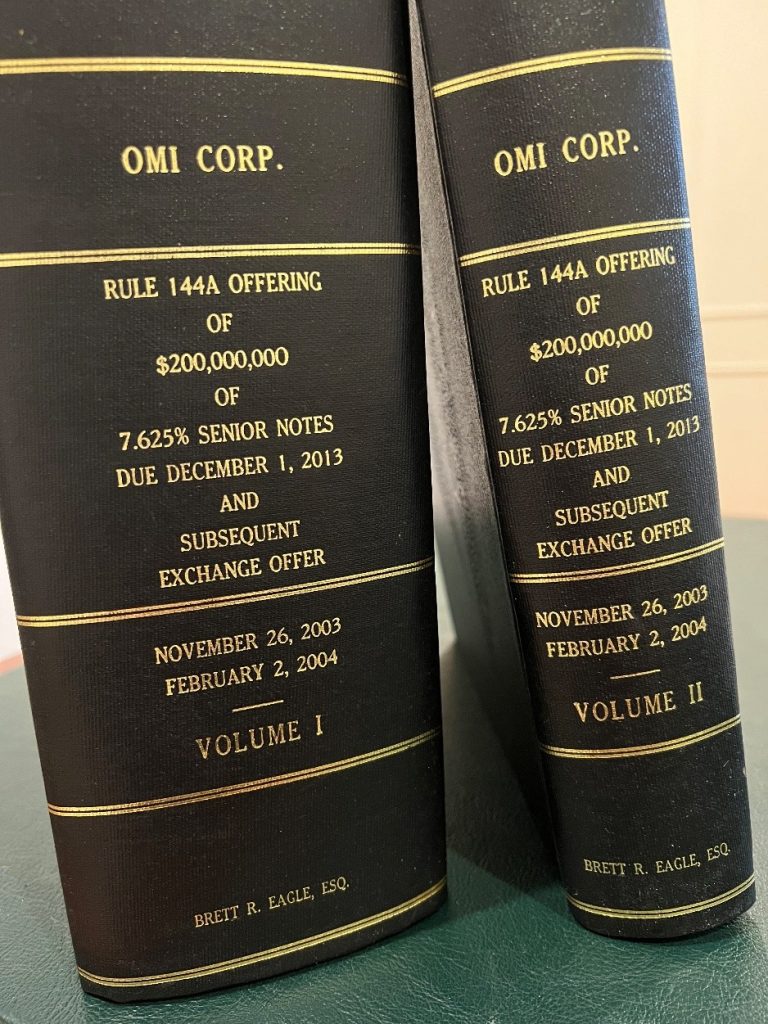 OMI CORP.
RULE 144A OFFERING
OF
$200,000,000
OF
7.625% SENIOR NOTES
DUE DECEMBER 1, 2013
AND
SUBSEQUENT
EXCHANGE OFFER
NOVEMBER 26, 2003
FEBRUARY 2, 2004
VOLUME I
BRETT R. EAGLE, ESQ.
OMI CORP.
RULE 144A OFFERING
OF
$200,000,000
OF
7.625% SENIOR NOTES
DUE DECEMBER 1, 2013
AND
SUBSEQUENT
EXCHANGE OFFER
NOVEMBER 26, 2003
FEBRUARY 2, 2004
VOLUME II
BRETT R. EAGLE, ESQ.